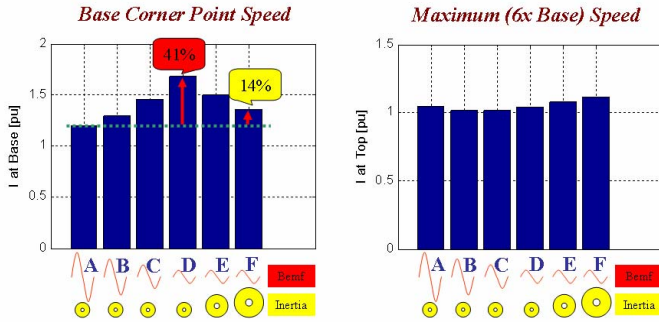 Base Corner Point Speed
2
1.5
1
0.5
0
I at Base [pu]
41%
14%
A B C D E F
Bemf
Inertia
Maximum (6x Base) Speed
1.5
1
0.5
0
I at Top [pu]
A B C D E F
Bemf
Inertia